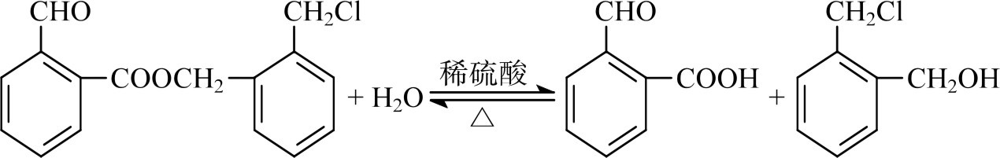 CHO CH₂Cl CHO CH₂Cl
COOCH₂ + H₂O 稀硫酸 △ COOH + CH₂OH